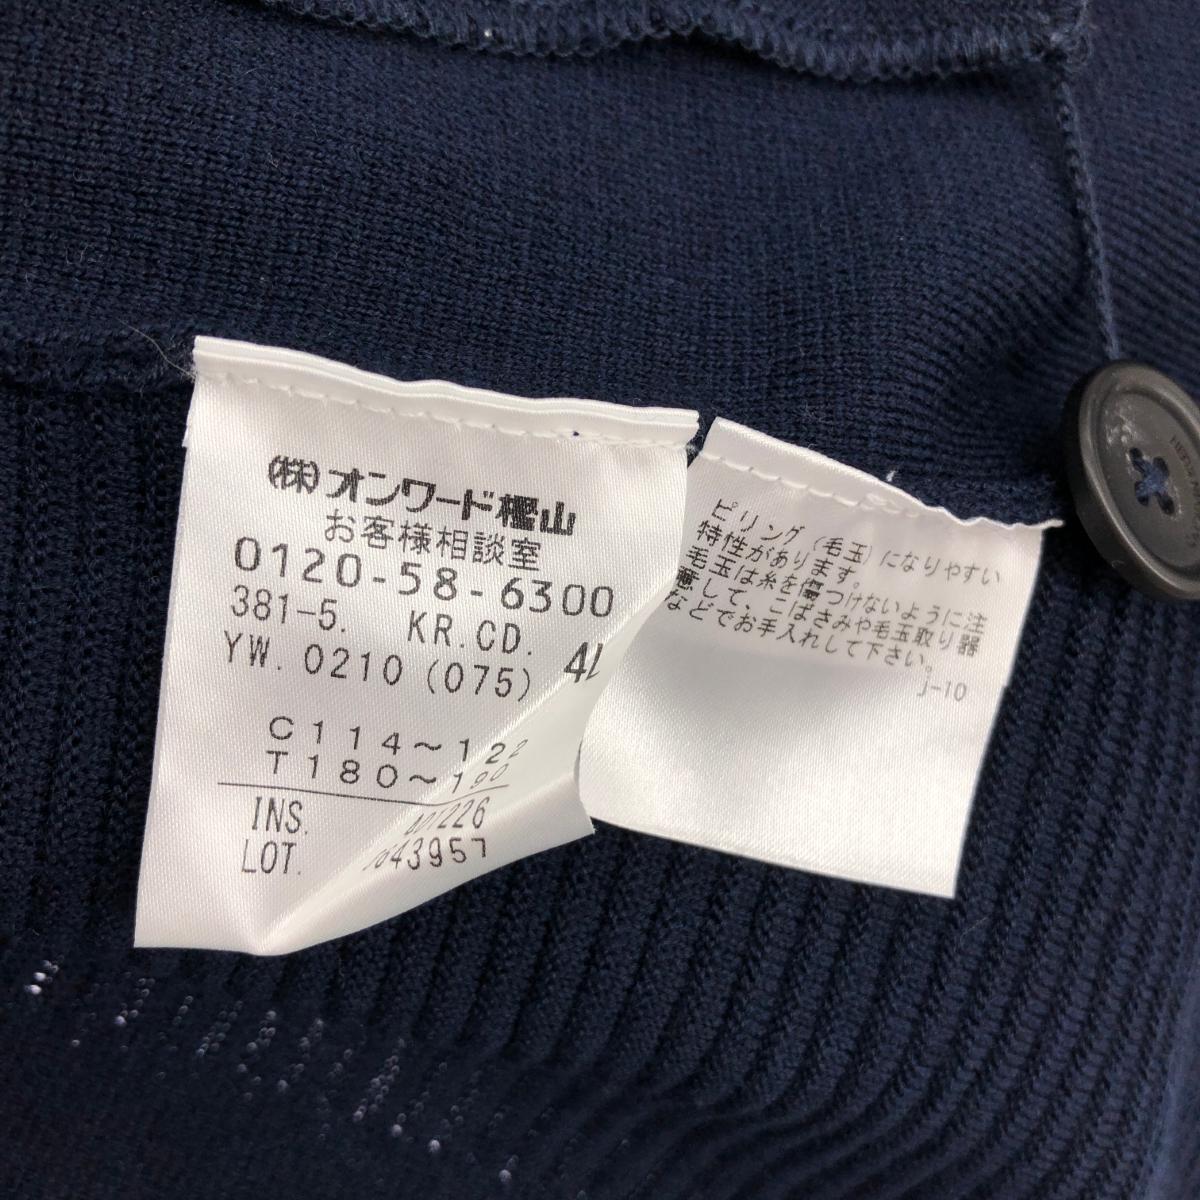 (株)オンワード樫山
お客様相談室
0120-58-6300
381-5. KR.CD.
YW. 0210 (075) 4L
C114～122
T180～190
INS. 226
LOT. 643957
ピリング(毛玉)になりやすい
特性があります。
毛玉は糸を傷つけないように注
意して、こばさみや毛玉取り器
などでお手入れして下さい。
J-10